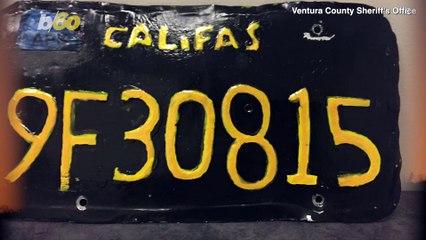 Ventura County Sheriff's Office
b60
CALIFAS
9F30815